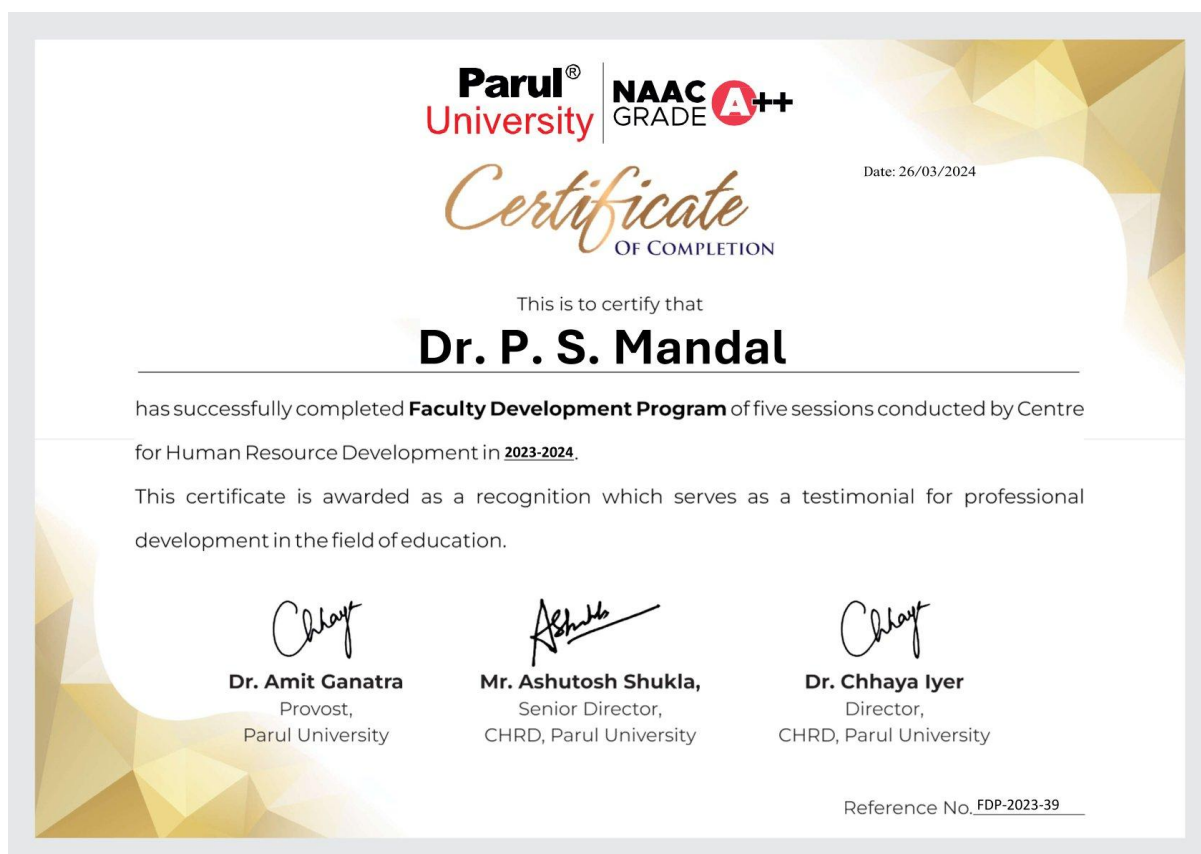 Parul®
University
NAAC
GRADE A++
Date: 26/03/2024
Certificate
OF COMPLETION
This is to certify that
Dr. P. S. Mandal
has successfully completed Faculty Development Program of five sessions conducted by Centre
for Human Resource Development in 2023-2024.
This certificate is awarded as a recognition which serves as a testimonial for professional
development in the field of education.
Chhaya
AShukla
Chhaya
Dr. Amit Ganatra
Provost,
Parul University
Mr. Ashutosh Shukla,
Senior Director,
CHRD, Parul University
Dr. Chhaya Iyer
Director,
CHRD, Parul University
Reference No. FDP-2023-39